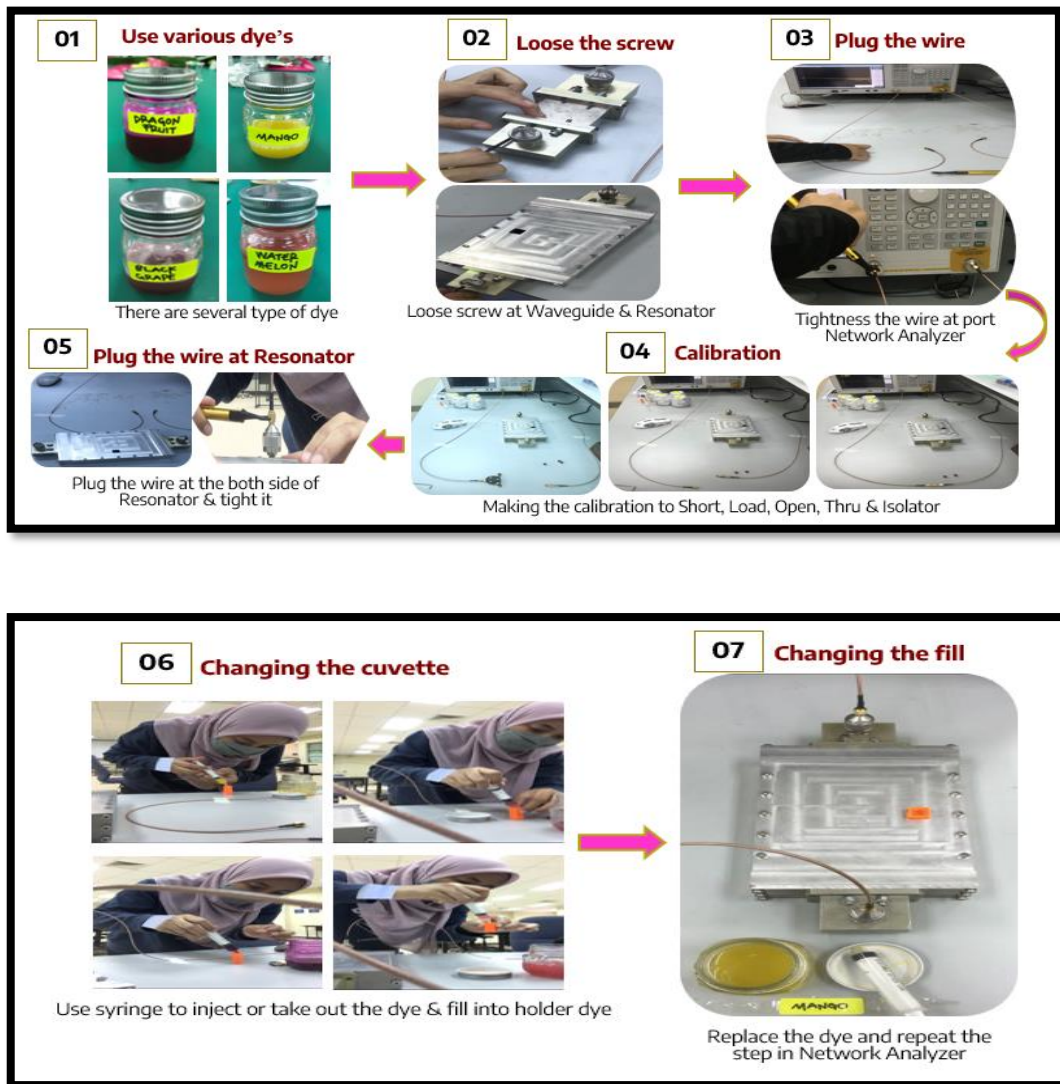 01
Use various dye's
DRAGON
FRUIT
MANGO
BLACK
GRAPE
WATER
MELON
There are several type of dye
02
Loose the screw
Loose screw at Waveguide & Resonator
03
Plug the wire
Tightness the wire at port
Network Analyzer
04
Calibration
Making the calibration to Short, Load, Open, Thru & Isolator
05
Plug the wire at Resonator
Plug the wire at the both side of
Resonator & tight it
06
Changing the cuvette
Use syringe to inject or take out the dye & fill into holder dye
07
Changing the fill
MANGO
Replace the dye and repeat the
step in Network Analyzer